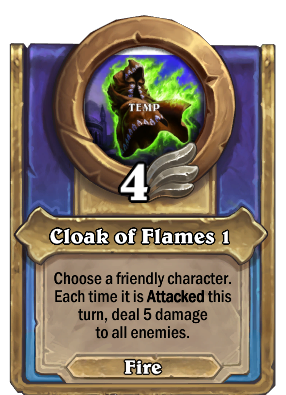 TEMP
4
Cloak of Flames 1
Choose a friendly character.
Each time it is Attacked this
turn, deal 5 damage
to all enemies.
Fire